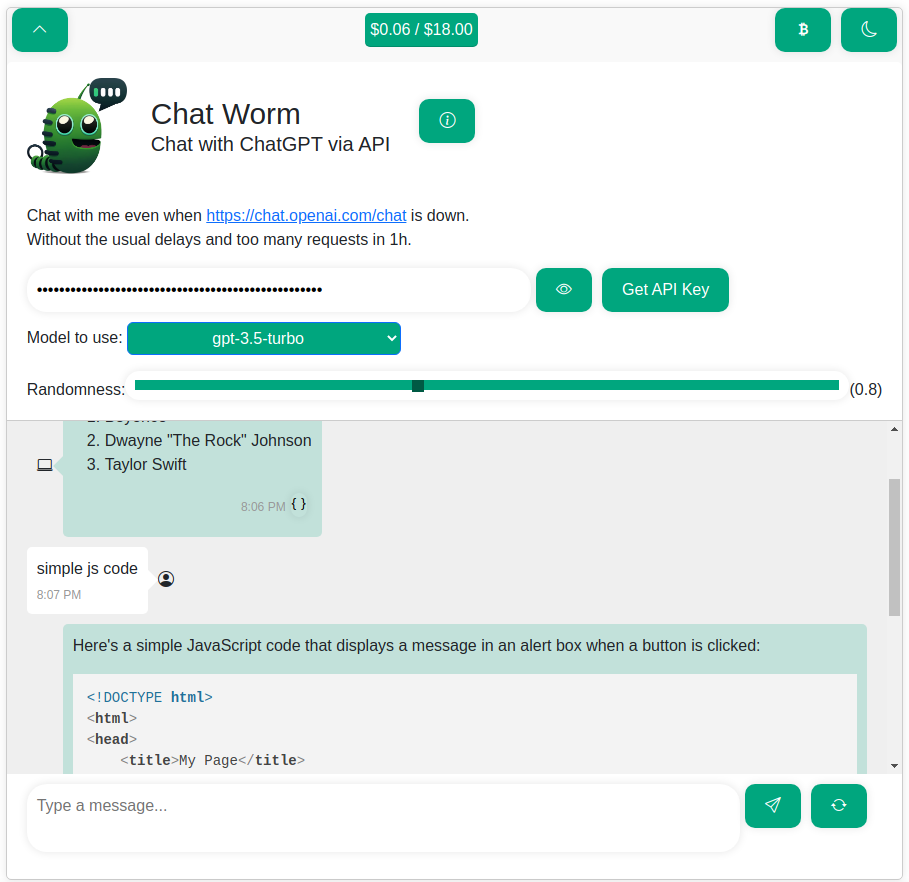 $0.06 / $18.00
Chat Worm
Chat with ChatGPT via API
Chat with me even when https://chat.openai.com/chat is down.
Without the usual delays and too many requests in 1h.
••••••••••••••••••••••••••••••••••••••••••••••••••• Get API Key
Model to use: gpt-3.5-turbo
Randomness: (0.8)
2. Dwayne "The Rock" Johnson
3. Taylor Swift
8:06 PM { }
simple js code
8:07 PM
Here's a simple JavaScript code that displays a message in an alert box when a button is clicked:
<!DOCTYPE html>
<html>
<head>
    <title>My Page</title>
Type a message...